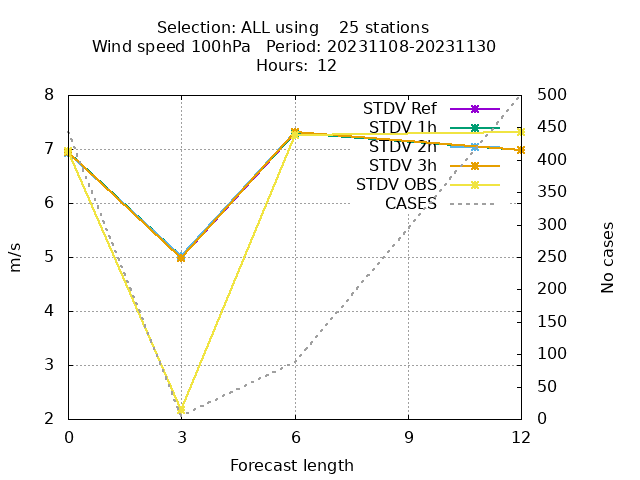 Selection: ALL using    25 stations
Wind speed 100hPa   Period: 20231108-20231130
Hours:  12
8
7
6
5
4
3
2
m/s
500
450
400
350
300
250
200
150
100
50
0
No cases
STDV Ref
STDV 1h
STDV 2h
STDV 3h
STDV OBS
CASES
0 3 6 9 12
Forecast length